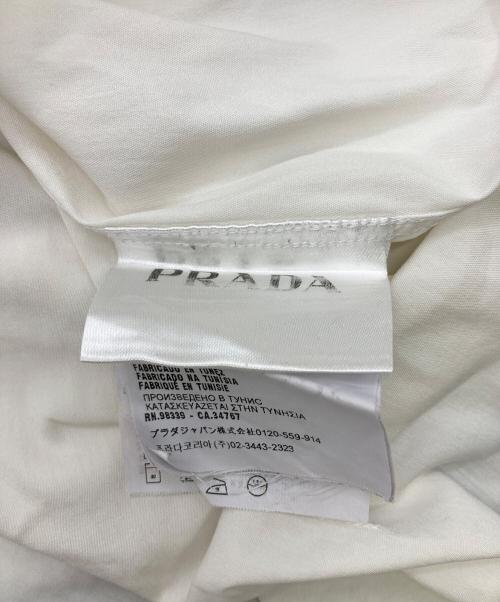 PRADA
FABRICADO EN TUNEZ
FABRICADO NA TUNISIA
FABRIQUÉ EN TUNISIE
ПРОИЗВЕДЕНО В ТУНИС
ΚΑΤΑΣΚΕΥΑΖΕΤΑΙ ΣΤΗΝ ΤΥΝΗΣΙΑ
RN.98339 - CA.34767
プラダジャパン株式会社0120-559-914
프라다코리아(주)02-3443-2323